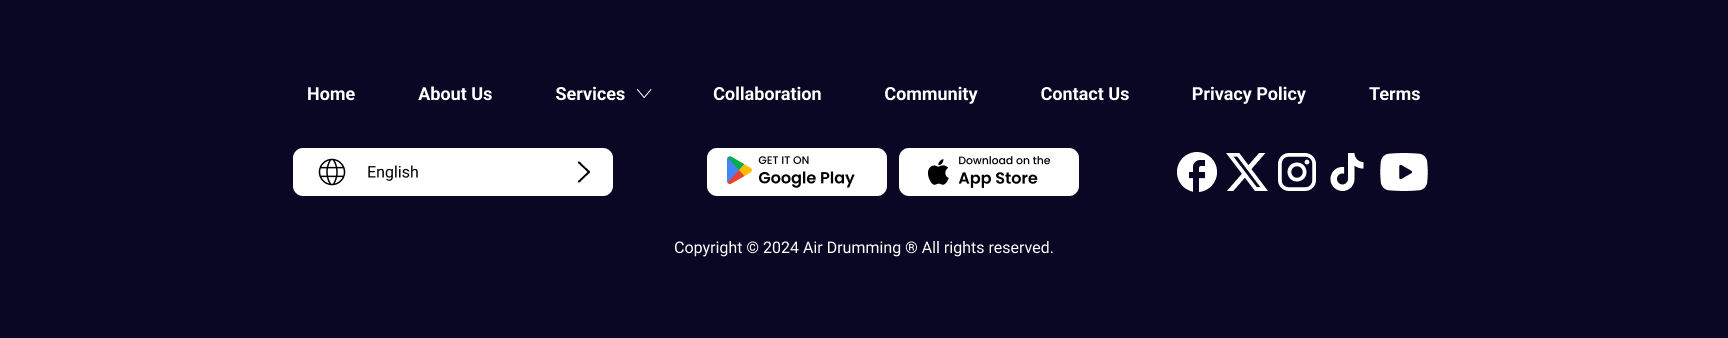 Home About Us Services Collaboration Community Contact Us Privacy Policy Terms
English
GET IT ON
Google Play
Download on the
App Store
Copyright © 2024 Air Drumming ® All rights reserved.